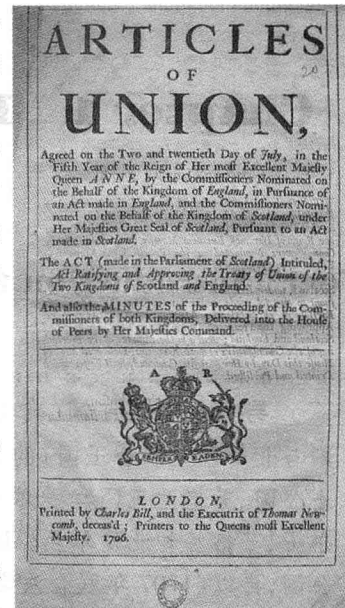 20
ARTICLES
OF
UNION,
Agreed on the Two and twentieth Day of July, in the
Fifth Year of the Reign of Her moſt Excellent Majeſty
Queen ANNE, by the Commiſſioners Nominated on
the Behalf of the Kingdom of England, in Purſuance of
an Act made in England, and the Commiſſioners Nomi-
nated on the Behalf of the Kingdom of Scotland, under
Her Majeſties Great Seal of Scotland, Purſuant to an Act
made in Scotland.
The ACT (made in the Parliament of Scotland) Intituled,
Act Ratifying and Approving the Treaty of Union of the
Two Kingdoms of Scotland and England.
And alſo the MINUTES of the Proceeding of the Com-
miſſioners of both Kingdoms, Delivered into the Houſe
of Peers by Her Majeſties Command.
A R
SEMPER EADEM
LONDON,
Printed by Charles Bill, and the Executrix of Thomas New-
comb, deceas'd; Printers to the Queens moſt Excellent
Majeſty. 1706.